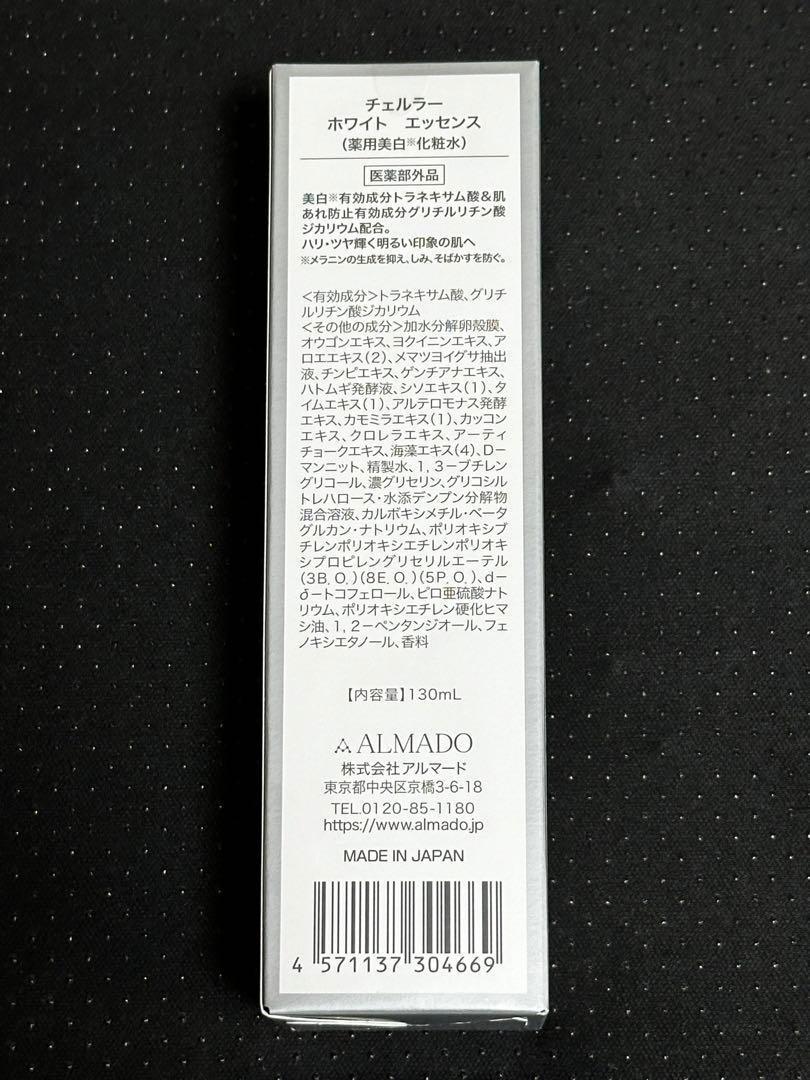 チェルラー
ホワイト　エッセンス
(薬用美白※化粧水)
医薬部外品
美白※有効成分トラネキサム酸&肌
あれ防止有効成分グリチルリチン酸
ジカリウム配合。
ハリ・ツヤ輝く明るい印象の肌へ
※メラニンの生成を抑え、しみ、そばかすを防ぐ。
<有効成分>トラネキサム酸、グリチ
ルリチン酸ジカリウム
<その他の成分>加水分解卵殻膜、
オウゴンエキス、ヨクイニンエキス、ア
ロエエキス(2)、メマツヨイグサ抽出
液、チンピエキス、ゲンチアナエキス、
ハトムギ発酵液、シソエキス(1)、タ
イムエキス(1)、アルテロモナス発酵
エキス、カモミラエキス(1)、カッコン
エキス、クロレラエキス、アーティ
チョークエキス、海藻エキス(4)、D-
マンニット、精製水、1,3-ブチレン
グリコール、濃グリセリン、グリコシル
トレハロース・水添デンプン分解物
混合溶液、カルボキシメチル・ベータ
グルカン・ナトリウム、ポリオキシブ
チレンポリオキシエチレンポリオキ
シプロピレングリセリルエーテル
(3B.O.)(8E.O.)(5P.O.)、d-
δ-トコフェロール、ピロ亜硫酸ナト
リウム、ポリオキシエチレン硬化ヒマ
シ油、1,2-ペンタンジオール、フェ
ノキシエタノール、香料
【内容量】130mL
ALMADO
株式会社アルマード
東京都中央区京橋3-6-18
TEL.0120-85-1180
https://www.almado.jp
MADE IN JAPAN
4 571137 304669